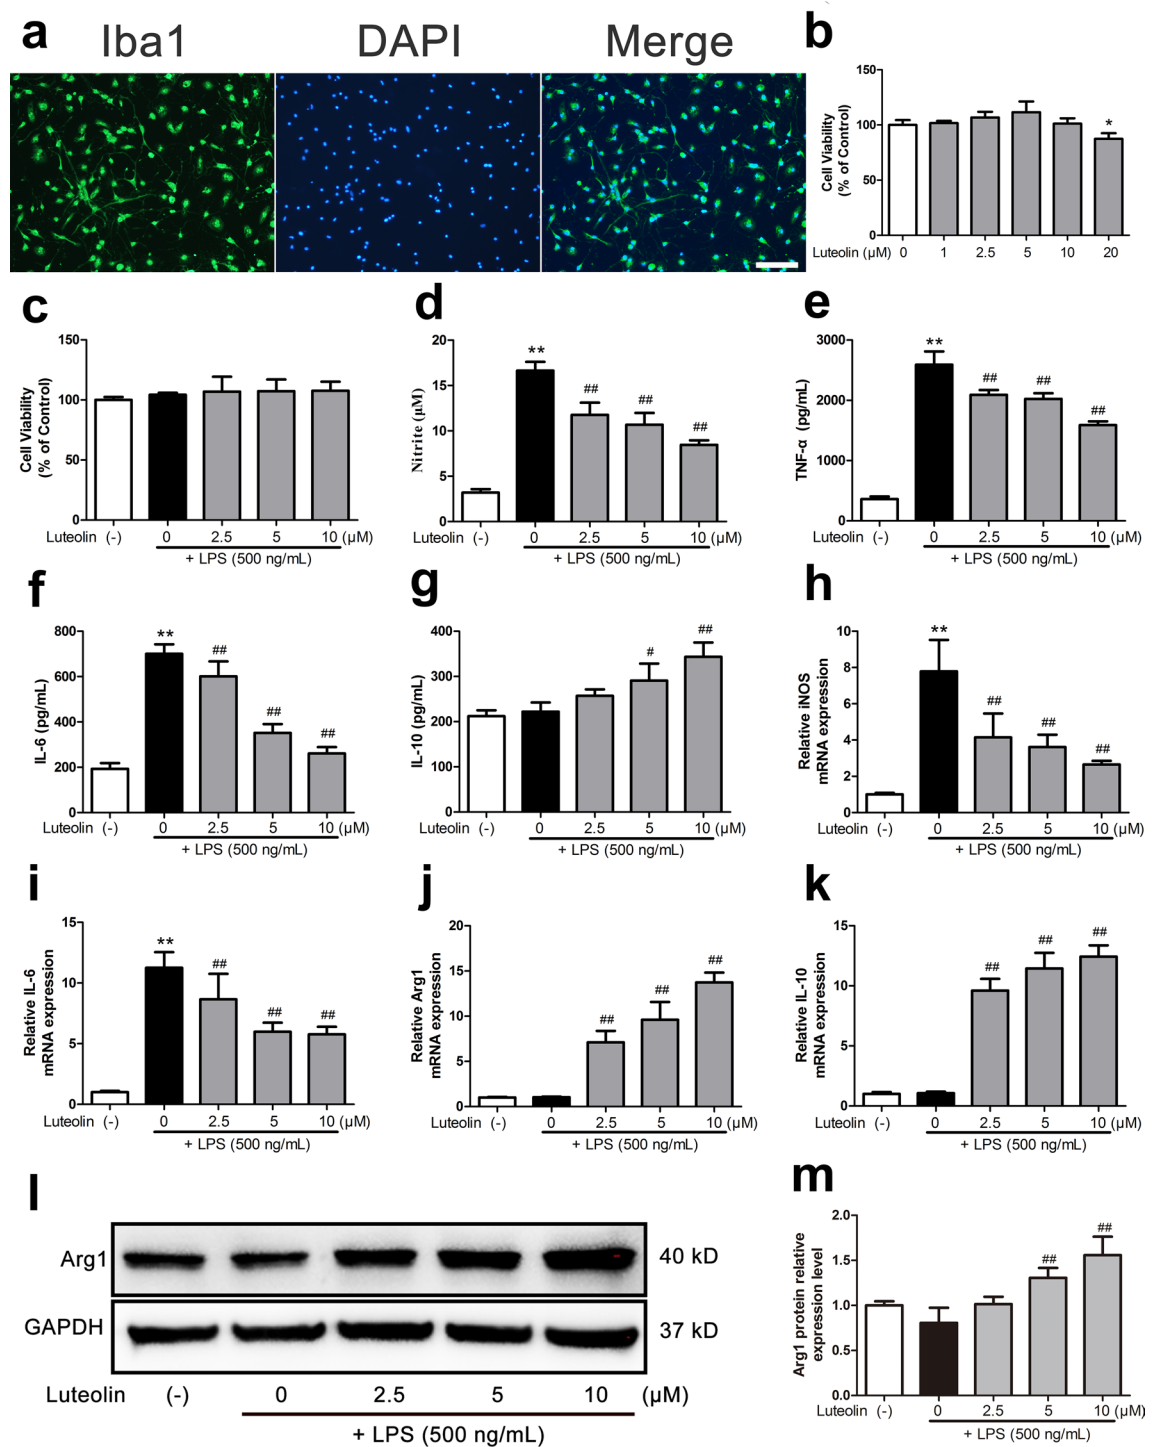 a
Iba1 DAPI Merge
b
Cell Viability
(% of Control)
150
100
50
0
*
Luteolin (µM) 0 1 2.5 5 10 20
c
Cell Viability
(% of Control)
150
100
50
0
Luteolin (-) 0 2.5 5 10 (µM)
+ LPS (500 ng/mL)
d
Nitrite (µM)
20
15
10
5
0
** ## ## ##
Luteolin (-) 0 2.5 5 10 (µM)
+ LPS (500 ng/mL)
e
TNF-α (pg/mL)
3000
2000
1000
0
** ## ## ##
Luteolin (-) 0 2.5 5 10 (µM)
+ LPS (500 ng/mL)
f
IL-6 (pg/mL)
800
600
400
200
0
** ## ## ##
Luteolin (-) 0 2.5 5 10 (µM)
+ LPS (500 ng/mL)
g
IL-10 (pg/mL)
400
300
200
100
0
# ##
Luteolin (-) 0 2.5 5 10 (µM)
+ LPS (500 ng/mL)
h
Relative iNOS
mRNA expression
10
8
6
4
2
0
** ## ## ##
Luteolin (-) 0 2.5 5 10 (µM)
+ LPS (500 ng/mL)
i
Relative IL-6
mRNA expression
15
10
5
0
** ## ## ##
Luteolin (-) 0 2.5 5 10 (µM)
+ LPS (500 ng/mL)
j
Relative Arg1
mRNA expression
20
15
10
5
0
## ## ##
Luteolin (-) 0 2.5 5 10 (µM)
+ LPS (500 ng/mL)
k
Relative IL-10
mRNA expression
15
10
5
0
## ## ##
Luteolin (-) 0 2.5 5 10 (µM)
+ LPS (500 ng/mL)
l
Arg1 40 kD
GAPDH 37 kD
Luteolin (-) 0 2.5 5 10 (µM)
+ LPS (500 ng/mL)
m
Arg1 protein relative
expression level
2.0
1.5
1.0
0.5
0.0
## ##
Luteolin (-) 0 2.5 5 10 (µM)
+ LPS (500 ng/mL)